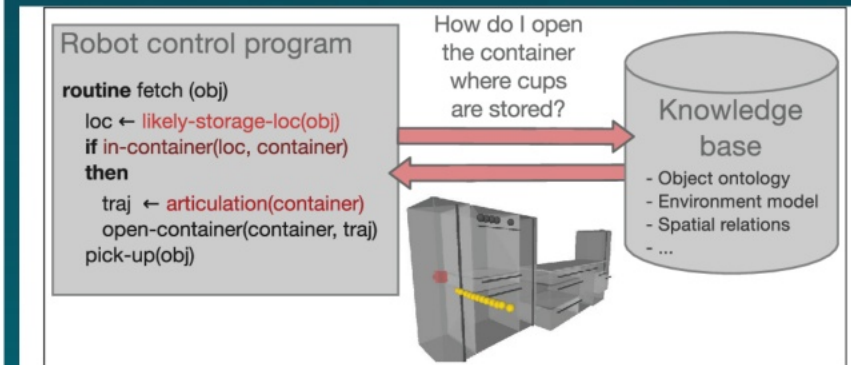 Robot control program
routine fetch (obj)
loc ← likely-storage-loc(obj)
if in-container(loc, container)
then
traj ← articulation(container)
open-container(container, traj)
pick-up(obj)
How do I open
the container
where cups
are stored?
Knowledge
base
- Object ontology
- Environment model
- Spatial relations
- ...